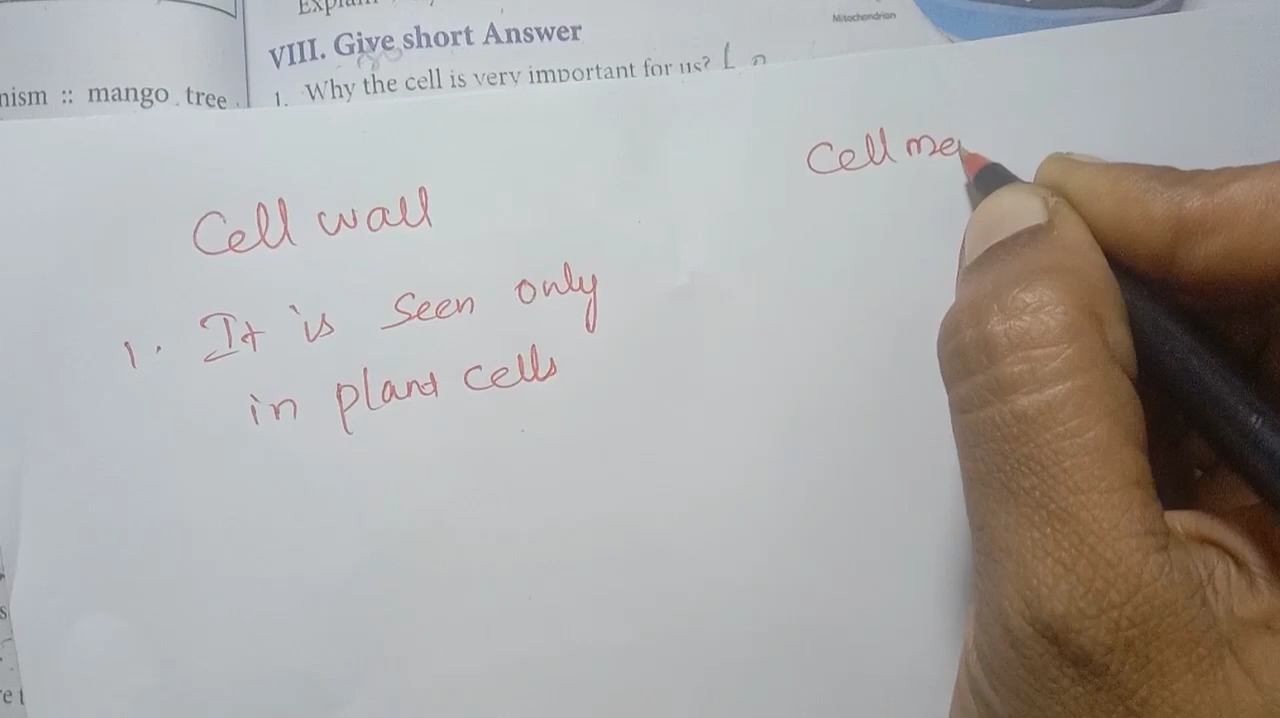 VIII. Give short Answer
Mitochondrian
nism :: mango tree
1. Why the cell is very important for us?
Cell wall
Cell me
1. It is seen only
in plant cells